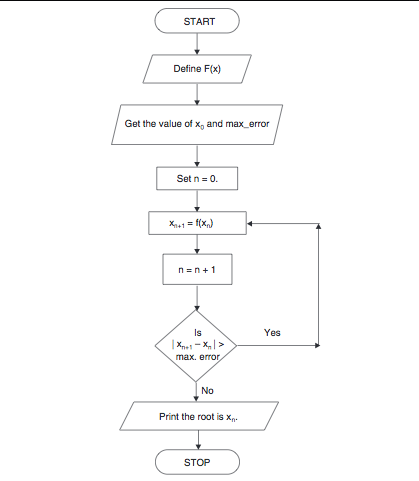 START
Define F(x)
Get the value of x₀ and max_error
Set n = 0.
xₙ₊₁ = f(xₙ)
n = n + 1
Is
| xₙ₊₁ – xₙ | >
max. error
Yes
No
Print the root is xₙ.
STOP